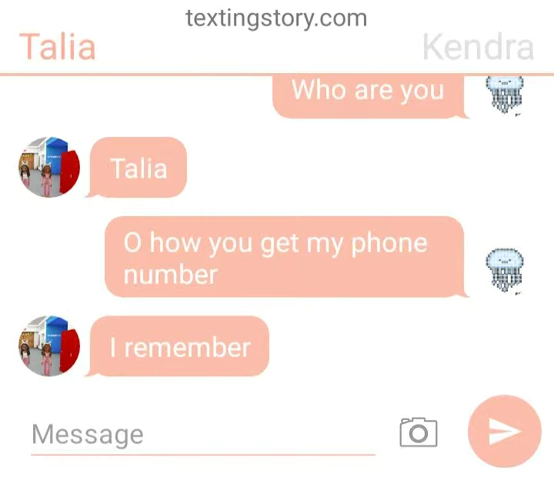 textingstory.com
Talia
Kendra
Who are you
Talia
O how you get my phone
number
I remember
Message